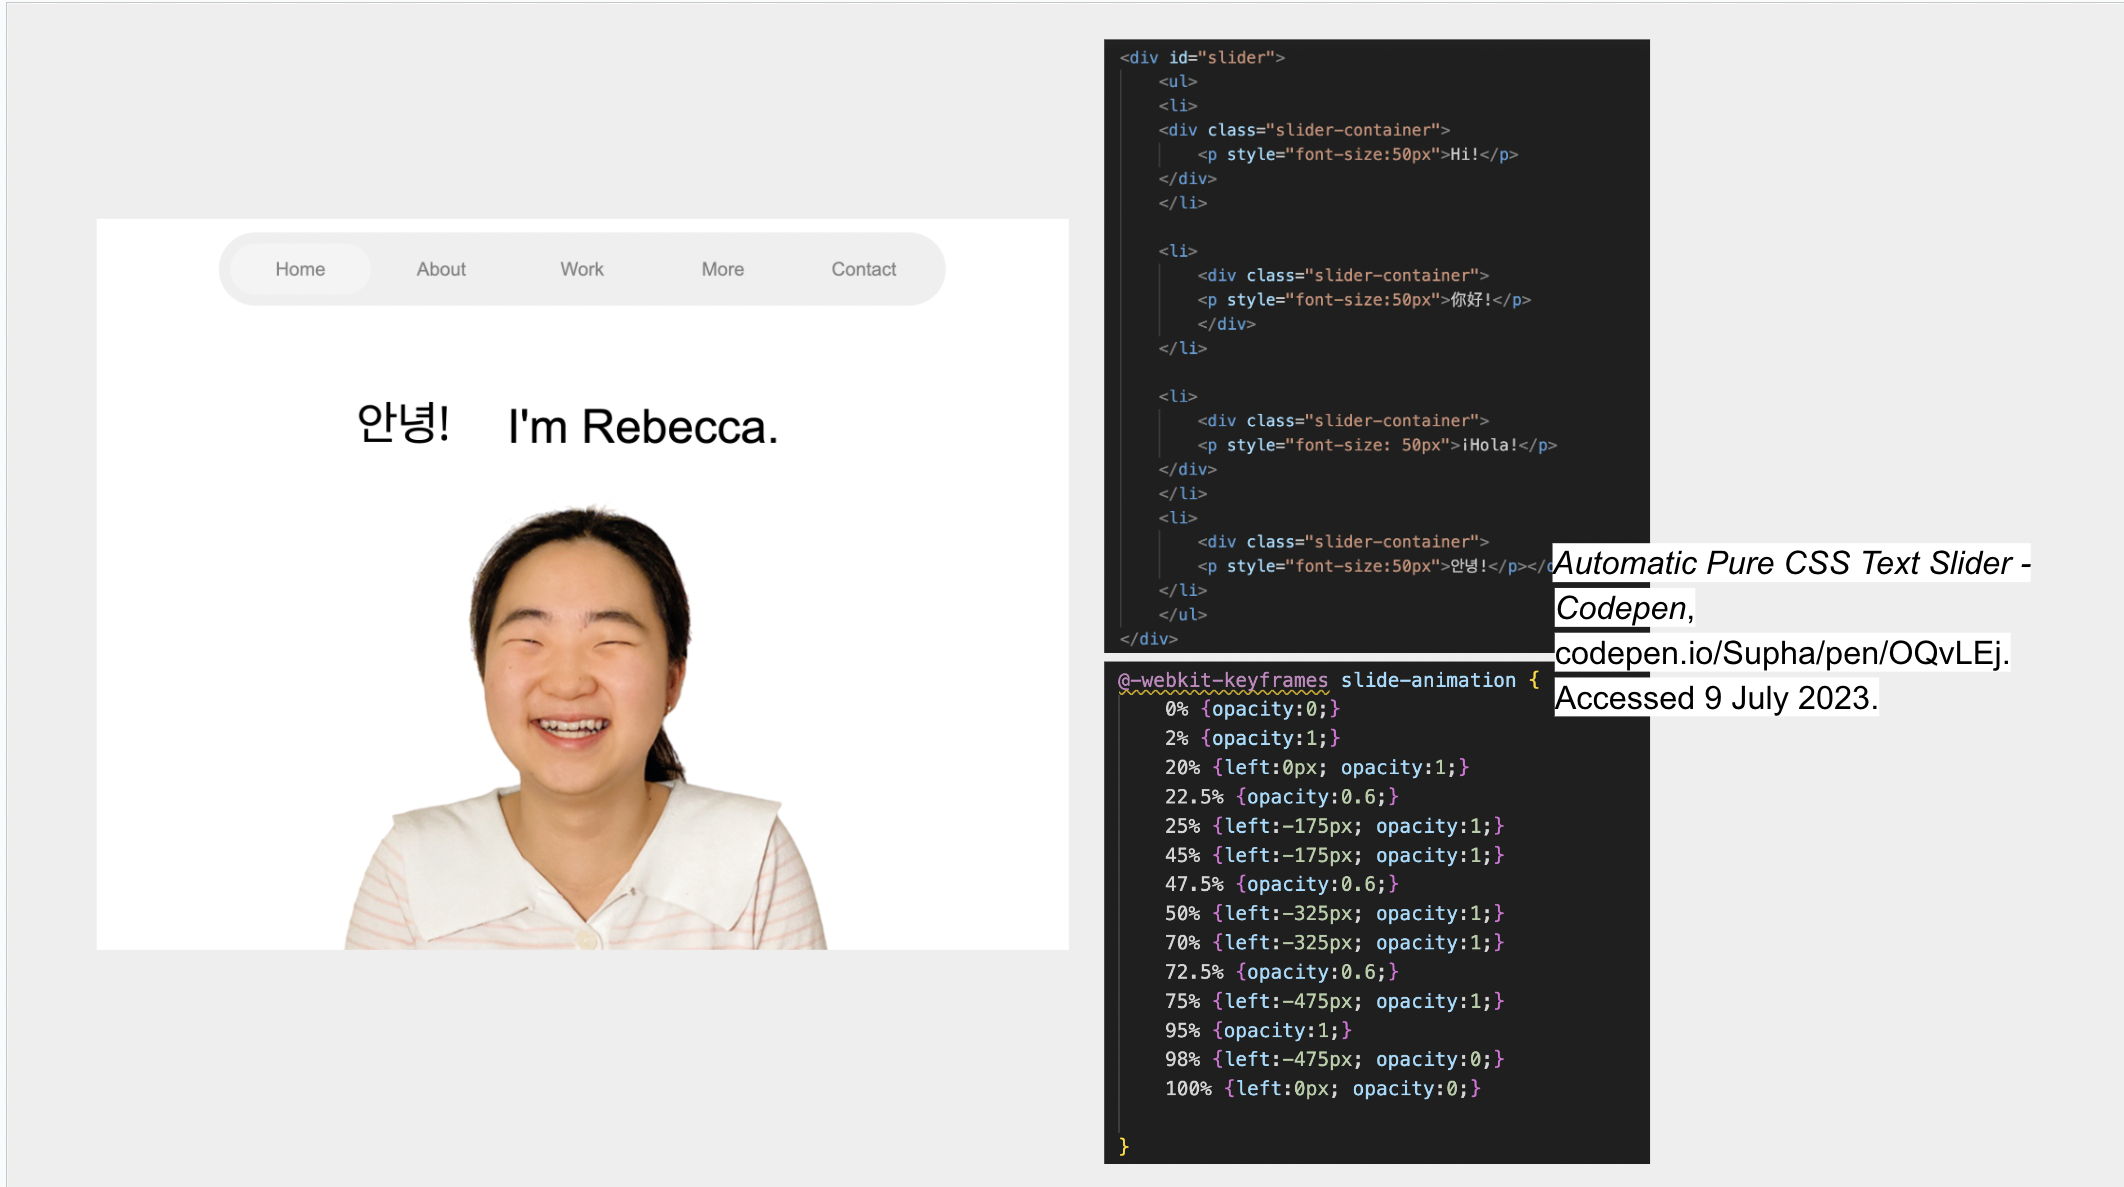 Home About Work More Contact
안녕! I'm Rebecca.
<div id="slider">
<ul>
<li>
<div class="slider-container">
<p style="font-size:50px">Hi!</p>
</div>
</li>
<li>
<div class="slider-container">
<p style="font-size:50px">你好!</p>
</div>
</li>
<li>
<div class="slider-container">
<p style="font-size: 50px">¡Hola!</p>
</div>
</li>
<li>
<div class="slider-container">
<p style="font-size:50px">안녕!</p></
</li>
</ul>
</div>
@-webkit-keyframes slide-animation {
0% {opacity:0;}
2% {opacity:1;}
20% {left:0px; opacity:1;}
22.5% {opacity:0.6;}
25% {left:-175px; opacity:1;}
45% {left:-175px; opacity:1;}
47.5% {opacity:0.6;}
50% {left:-325px; opacity:1;}
70% {left:-325px; opacity:1;}
72.5% {opacity:0.6;}
75% {left:-475px; opacity:1;}
95% {opacity:1;}
98% {left:-475px; opacity:0;}
100% {left:0px; opacity:0;}
}
Automatic Pure CSS Text Slider -
Codepen,
codepen.io/Supha/pen/OQvLEj.
Accessed 9 July 2023.